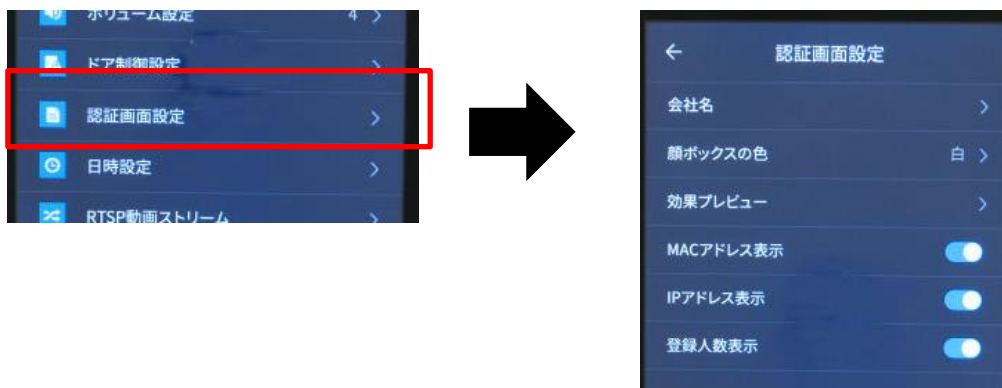 ボリューム設定 4 >
ドア制御設定 >
認証画面設定 >
日時設定 >
RTSP動画ストリーム >
← 認証画面設定
会社名 >
顔ボックスの色 白 >
効果プレビュー >
MACアドレス表示
IPアドレス表示
登録人数表示